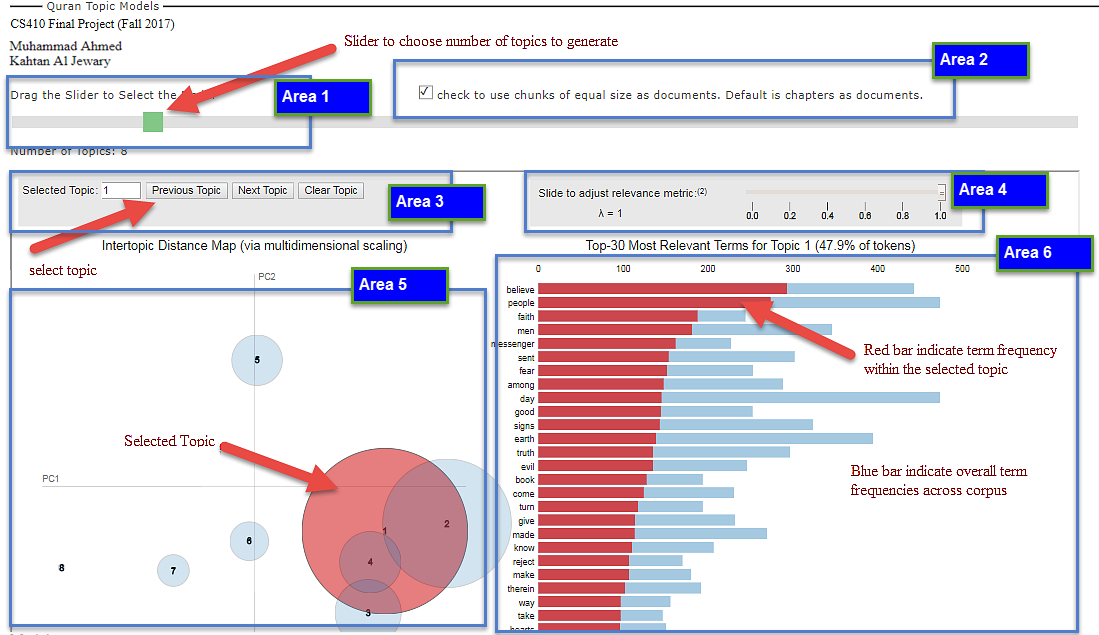 Quran Topic Models
CS410 Final Project (Fall 2017)
Muhammad Ahmed
Kahtan Al Jewary
Slider to choose number of topics to generate
Area 1
Area 2
Drag the Slider to Select the
check to use chunks of equal size as documents. Default is chapters as documents.
Number of Topics: 8
Selected Topic: 1 Previous Topic Next Topic Clear Topic
Area 3
select topic
Slide to adjust relevance metric:(2)
λ = 1
0.0 0.2 0.4 0.6 0.8 1.0
Area 4
Intertopic Distance Map (via multidimensional scaling)
Area 5
PC2
PC1
5
Selected Topic
1
2
4
6
7
8
3
Top-30 Most Relevant Terms for Topic 1 (47.9% of tokens)
Area 6
0 100 200 300 400 500
believe
people
faith
men
messenger
sent
fear
among
day
good
signs
earth
truth
evil
book
come
turn
give
made
know
reject
make
therein
way
take
hearts
Red bar indicate term frequency
within the selected topic
Blue bar indicate overall term
frequencies across corpus